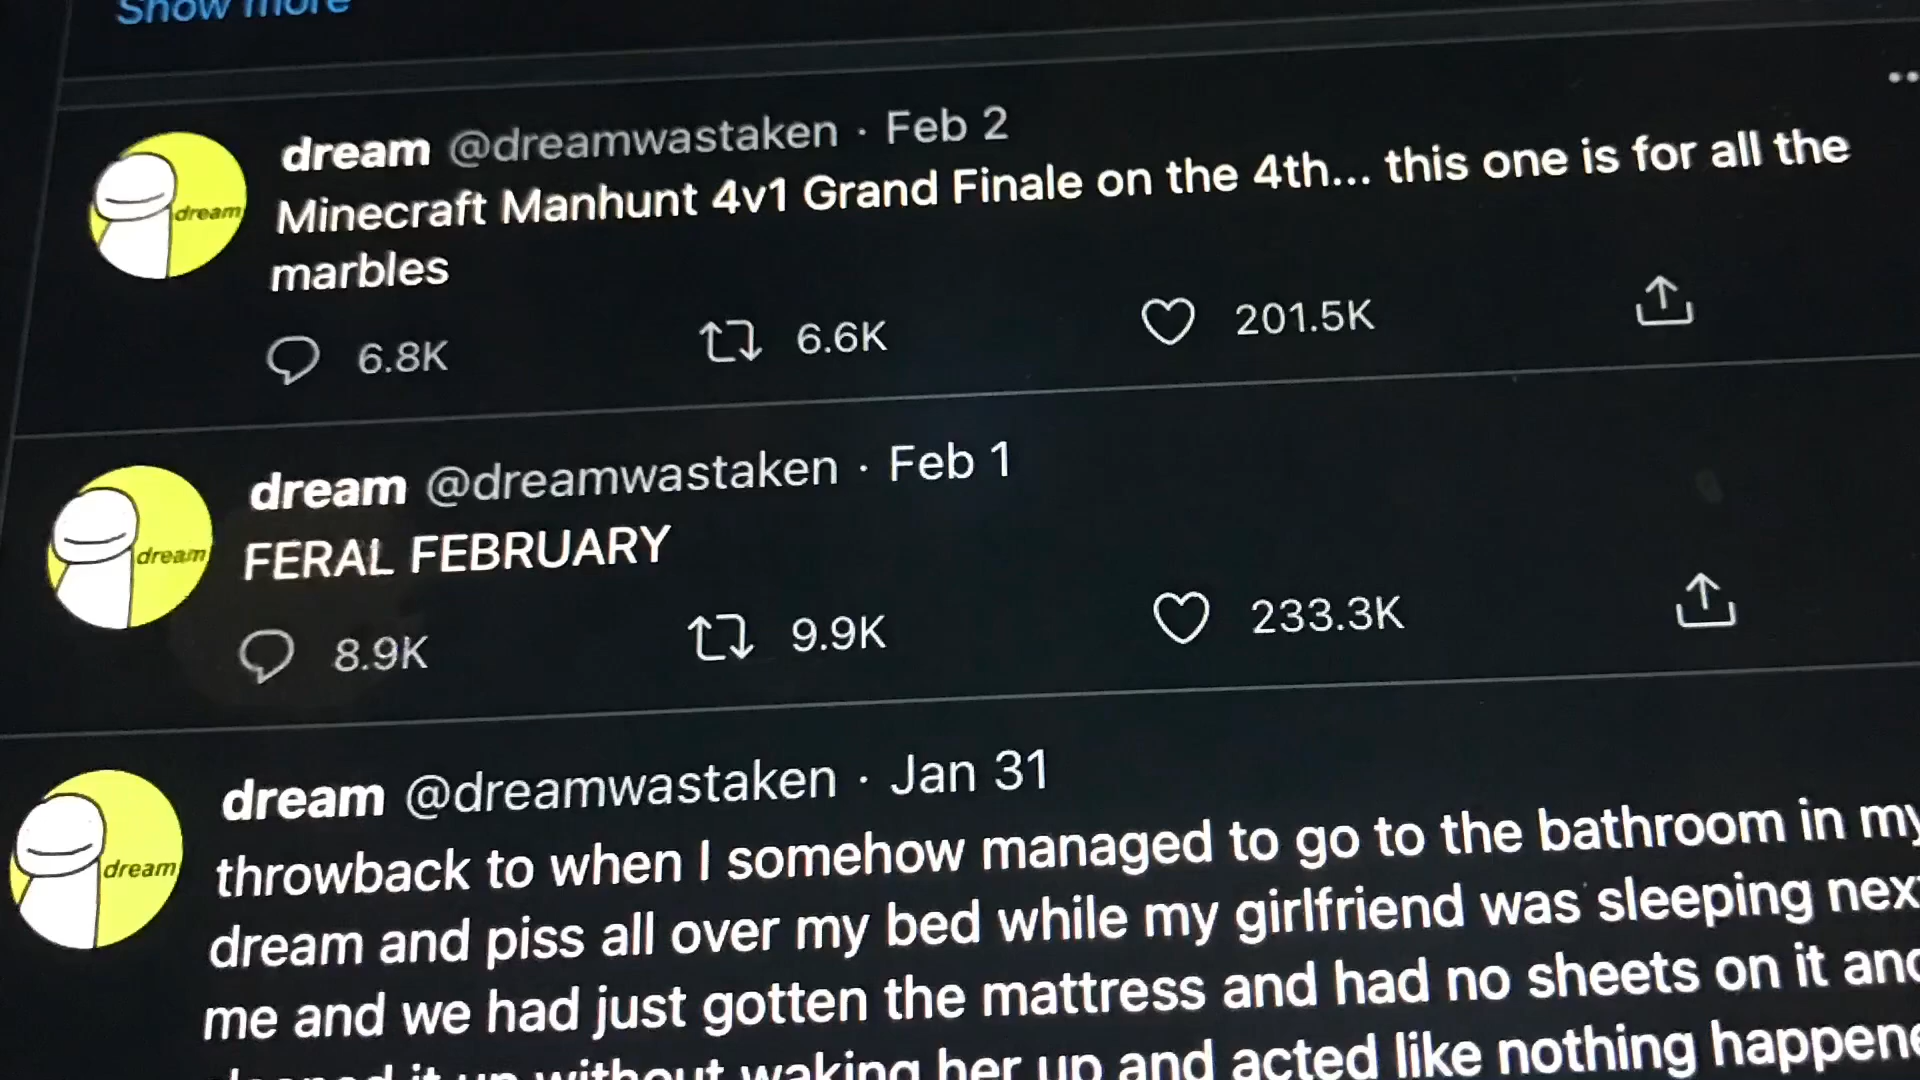 Show more
dream @dreamwastaken · Feb 2
Minecraft Manhunt 4v1 Grand Finale on the 4th... this one is for all the
marbles
dream
6.8K 6.6K 201.5K
dream @dreamwastaken · Feb 1
FERAL FEBRUARY
dream
8.9K 9.9K 233.3K
dream @dreamwastaken · Jan 31
throwback to when I somehow managed to go to the bathroom in my
dream
dream and piss all over my bed while my girlfriend was sleeping
me and we had just gotten the mattress and had no sheets on it
it up without waking her up and acted like nothing